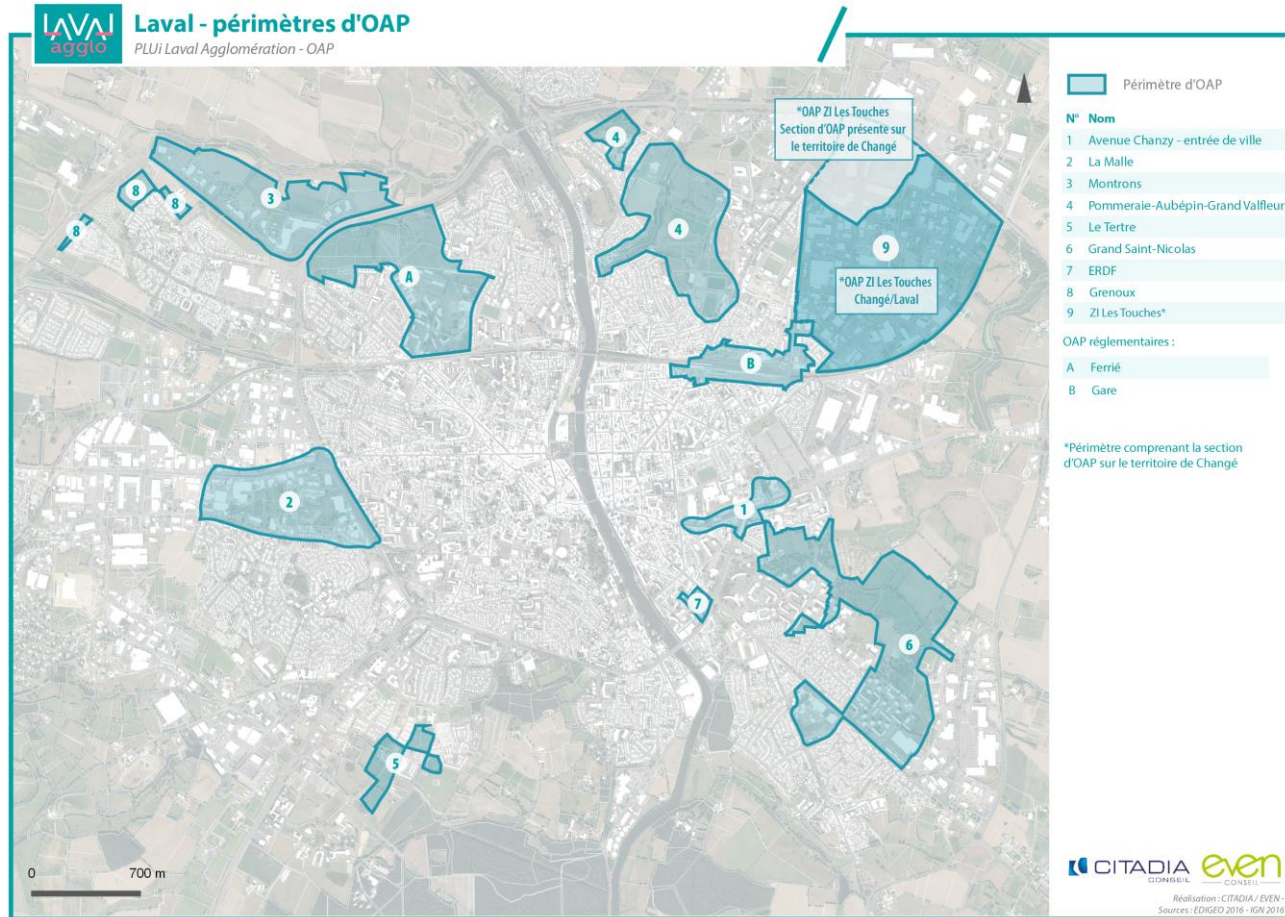 LAVAL
agglo
Laval - périmètres d'OAP
PLUi Laval Agglomération - OAP
*OAP ZI Les Touches
Section d'OAP présente sur
le territoire de Changé
4
8
8
8
3
4
A
9
*OAP ZI Les Touches
Changé/Laval
B
2
1
7
6
5
0 700 m
Périmètre d'OAP
N° Nom
1 Avenue Chanzy - entrée de ville
2 La Malle
3 Montrons
4 Pommeraie-Aubépin-Grand Valfleur
5 Le Tertre
6 Grand Saint-Nicolas
7 ERDF
8 Grenoux
9 ZI Les Touches*
OAP réglementaires :
A Ferrié
B Gare
*Périmètre comprenant la section
d'OAP sur le territoire de Changé
CITADIA
CONSEIL
even
CONSEIL
Réalisation : CITADIA / EVEN -
Sources : EDIGEO 2016 - IGN 2016